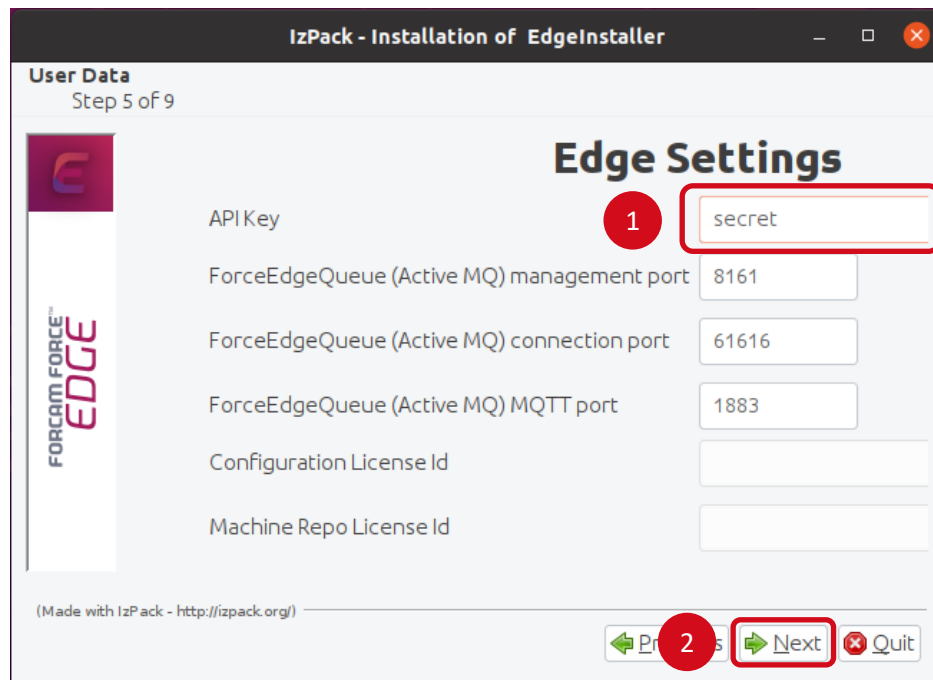 IzPack - Installation of EdgeInstaller
User Data
Step 5 of 9
Edge Settings
API Key
1
secret
ForceEdgeQueue (Active MQ) management port
8161
ForceEdgeQueue (Active MQ) connection port
61616
ForceEdgeQueue (Active MQ) MQTT port
1883
Configuration License Id
Machine Repo License Id
FORCAM FORCE™
EDGE
(Made with IzPack - http://izpack.org/)
2
Next
Quit